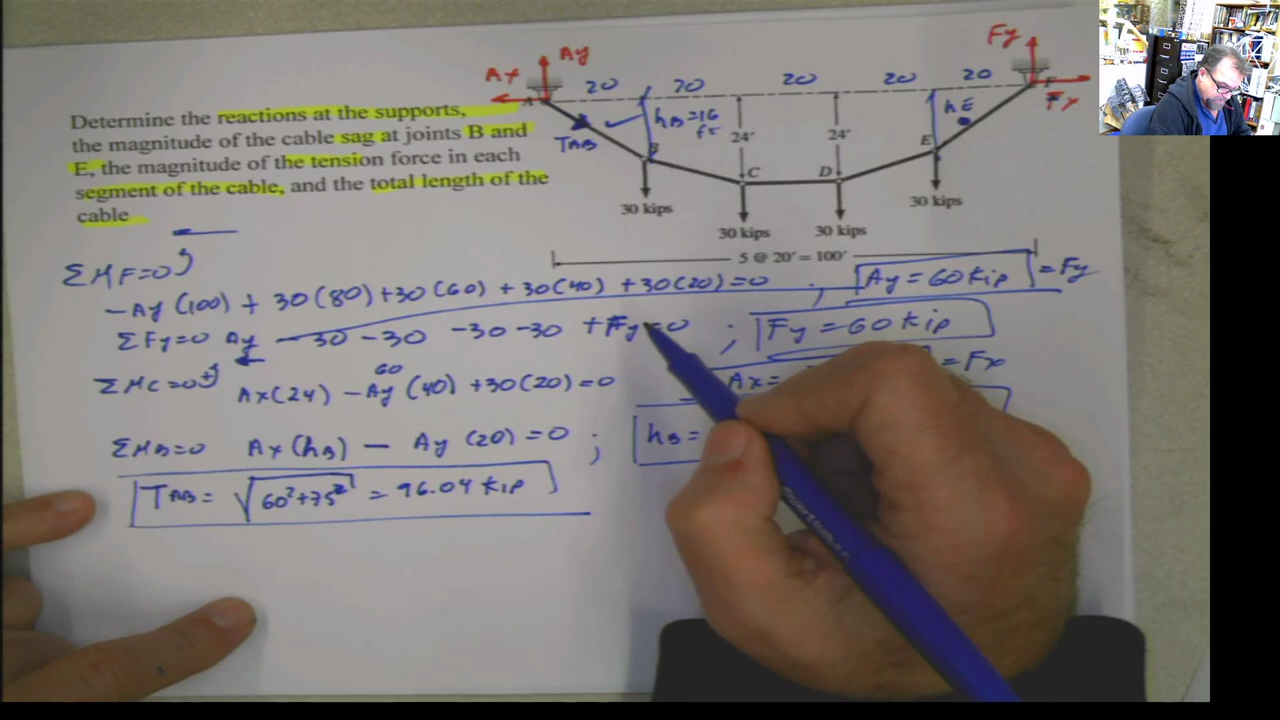 Determine the reactions at the supports,
the magnitude of the cable sag at joints B and
E, the magnitude of the tension force in each
segment of the cable, and the total length of the
cable
Ax
Ay
20
20
20
20
20
Fy
A
F
Fy
TAB
hB=16
ft
24'
24'
hE
B
C
D
E
30 kips
30 kips
30 kips
30 kips
5 @ 20' = 100'
ΣMF=0
-Ay (100) + 30(80) +30(60) + 30(40) +30(20)=0 ; Ay=60kip = Fy
ΣFy=0 Ay -30 -30 -30 -30 +Fy=0 ; Fy=60kip
ΣMC=0 Ax(24) -Ay (40) +30(20)=0 Ax= = Fx
60
ΣMB=0 Ax(hB) - Ay (20) =0 ; hB=
TAB= √60²+75² = 96.04 kip